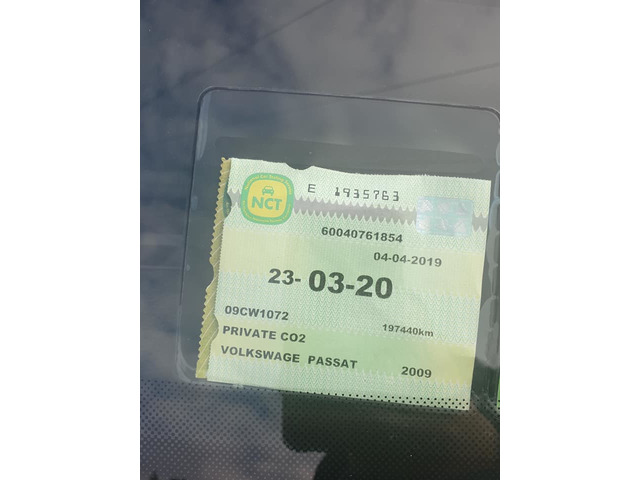 NCT
E 1935763
60040761854
04-04-2019
23-03-20
09CW1072
197440km
PRIVATE CO2
VOLKSWAGE PASSAT 2009